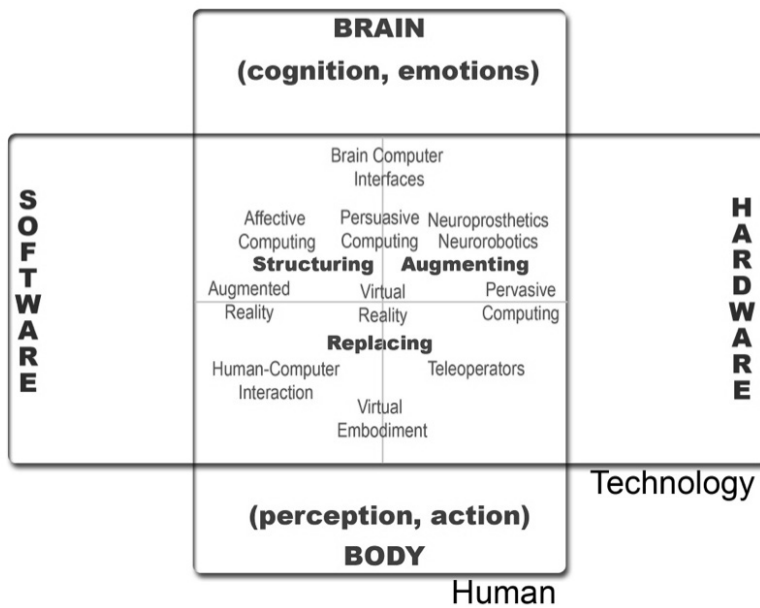 BRAIN
(cognition, emotions)
Brain Computer
Interfaces
SOFTWARE
HARDWARE
Affective
Computing
Persuasive
Computing
Neuroprosthetics
Neurorobotics
Structuring
Augmenting
Augmented
Reality
Virtual
Reality
Pervasive
Computing
Replacing
Human-Computer
Interaction
Teleoperators
Virtual
Embodiment
Technology
(perception, action)
BODY
Human